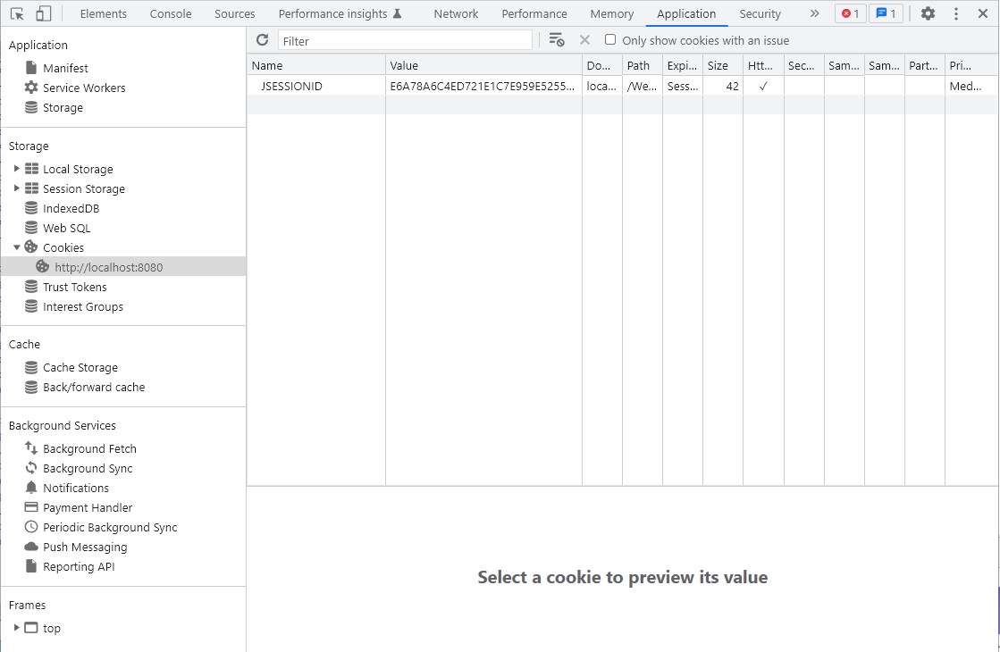 Elements Console Sources Performance insights Network Performance Memory Application Security » 1 1
Application
Manifest
Service Workers
Storage
Storage
Local Storage
Session Storage
IndexedDB
Web SQL
Cookies
http://localhost:8080
Trust Tokens
Interest Groups
Cache
Cache Storage
Back/forward cache
Background Services
Background Fetch
Background Sync
Notifications
Payment Handler
Periodic Background Sync
Push Messaging
Reporting API
Frames
top
Filter Only show cookies with an issue
Name Value Do... Path Expi... Size Htt... Sec... Sam... Sam... Part... Pri...
JSESSIONID E6A78A6C4ED721E1C7E959E5255... loca... /We... Sess... 42 ✓ Med...
Select a cookie to preview its value